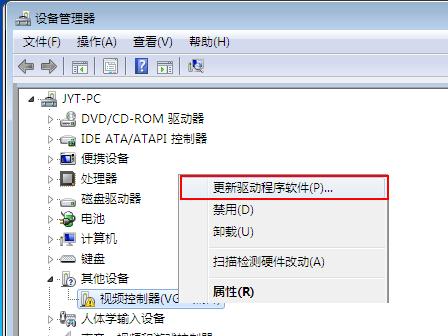 设备管理器
文件(F) 操作(A) 查看(V) 帮助(H)
JYT-PC
DVD/CD-ROM 驱动器
IDE ATA/ATAPI 控制器
便携设备
处理器
更新驱动程序软件(P)...
磁盘驱动器
禁用(D)
电池
卸载(U)
计算机
键盘
扫描检测硬件改动(A)
其他设备
属性(R)
视频控制器(VG
人体学输入设备